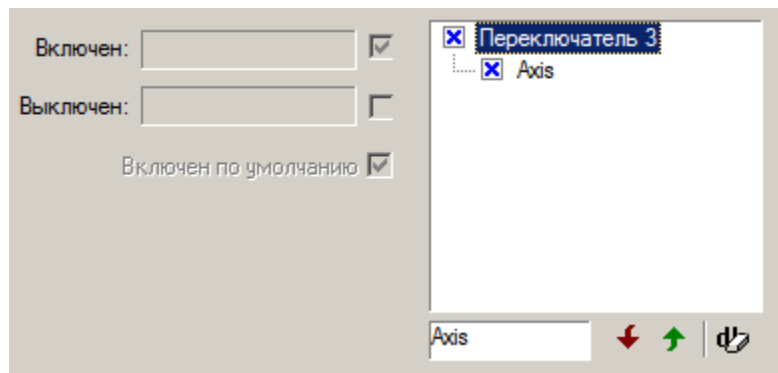 Включен:
Выключен:
Включен по умолчанию
Переключатель 3
Axis
Axis